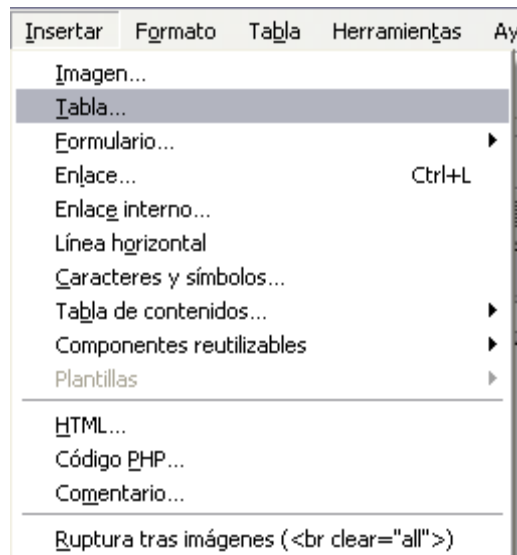 Insertar Formato Tabla Herramientas Ay
Imagen...
Tabla...
Formulario...
Enlace... Ctrl+L
Enlace interno...
Línea horizontal
Caracteres y símbolos...
Tabla de contenidos...
Componentes reutilizables
Plantillas
HTML...
Código PHP...
Comentario...
Ruptura tras imágenes (<br clear="all">)